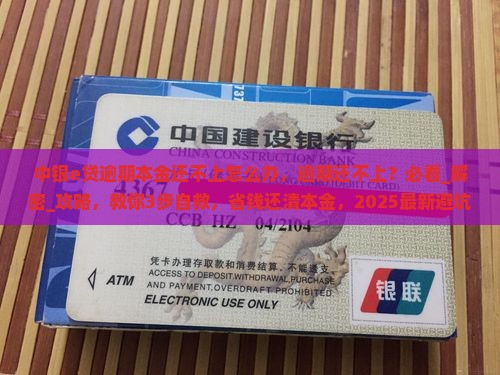 中国建设银行
CHINA CONSTRUCTION BANK
中银e贷逾期本金还不上怎么办，逾期还不上？必看_解
密_攻略，教你3步自救，省钱还清本金，2025最新避坑
4367
CCB HZ 04/2104
凭卡办理存取款和消费结算，不能透支。
ACCESS TO DEPOSIT.WITHDRAWAL.PURCHASE
AND PAYMENT.OVERDRAFT PROHIBITED.
ATM
ELECTRONIC USE ONLY
银联